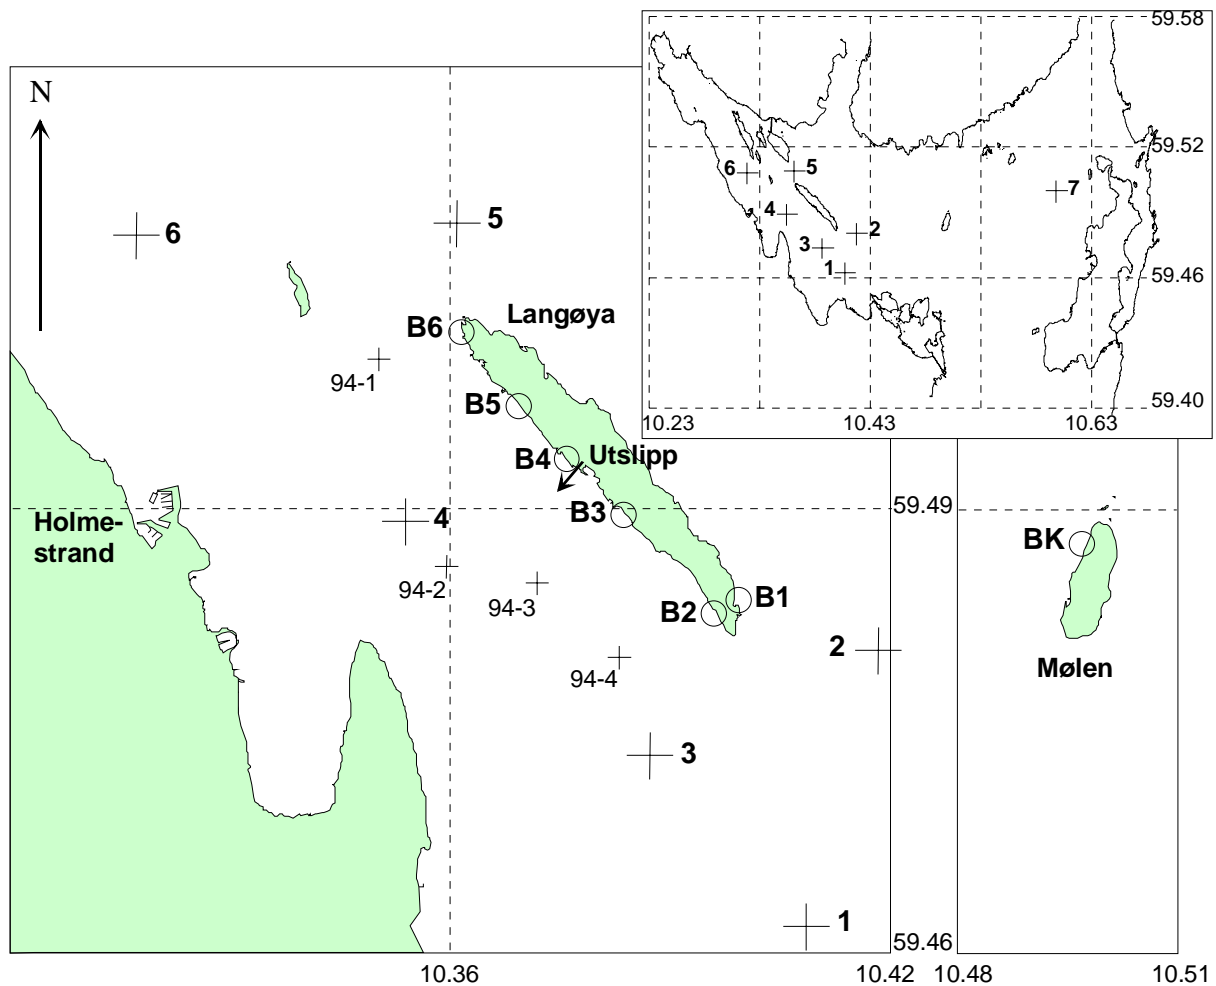 59.58
N
59.52
6
5
7
4
2
3
1
59.46
59.40
10.23
10.43
10.63
6
5
Langøya
B6
94-1
B5
B4
Utslipp
B3
59.49
Holme-
strand
4
BK
94-2
94-3
B1
B2
2
94-4
Mølen
3
1
59.46
10.36
10.42
10.48
10.51